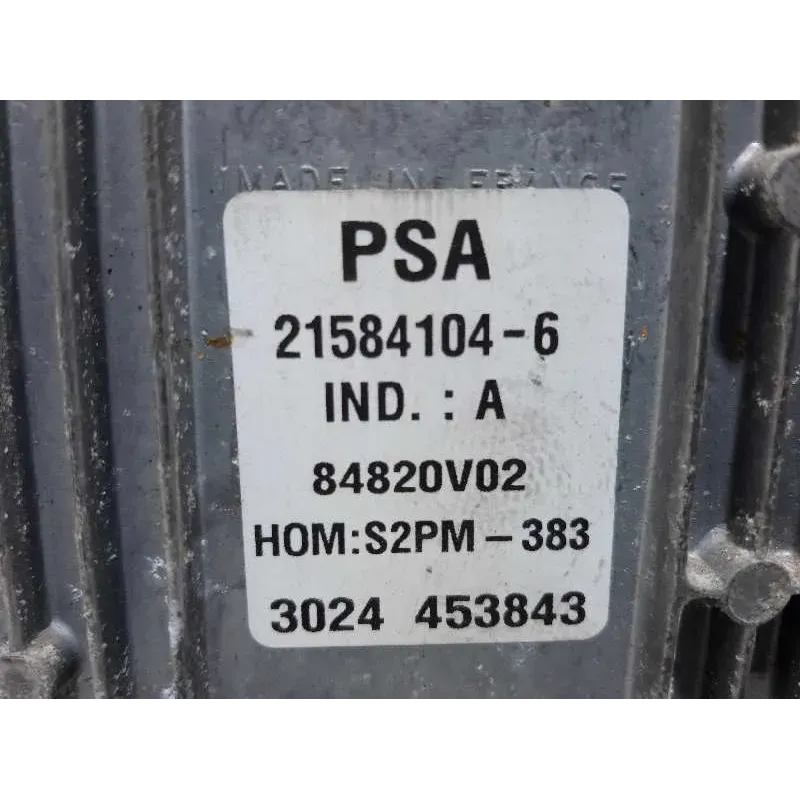 MADE IN FRANCE
PSA
21584104-6
IND. : A
84820V02
HOM:S2PM-383
3024 453843